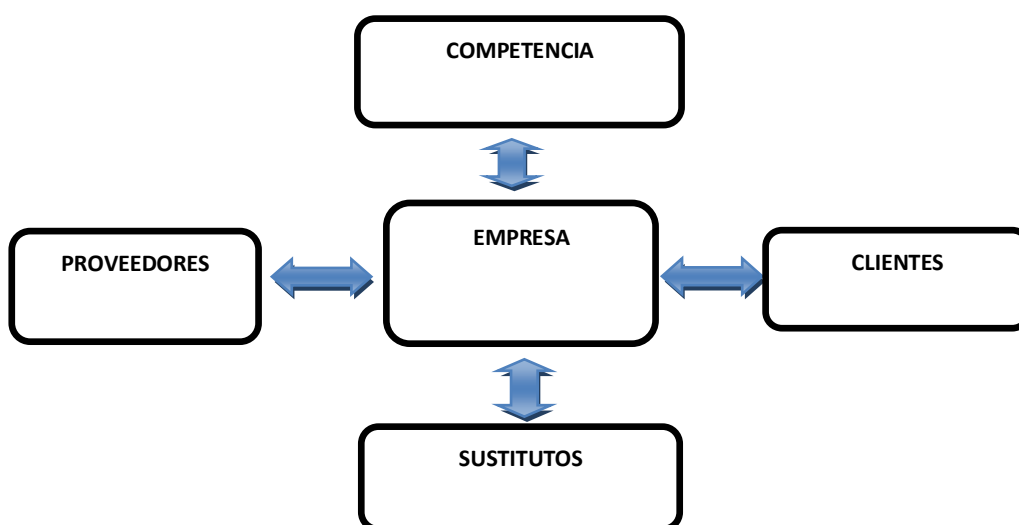 COMPETENCIA
EMPRESA
PROVEEDORES
CLIENTES
SUSTITUTOS